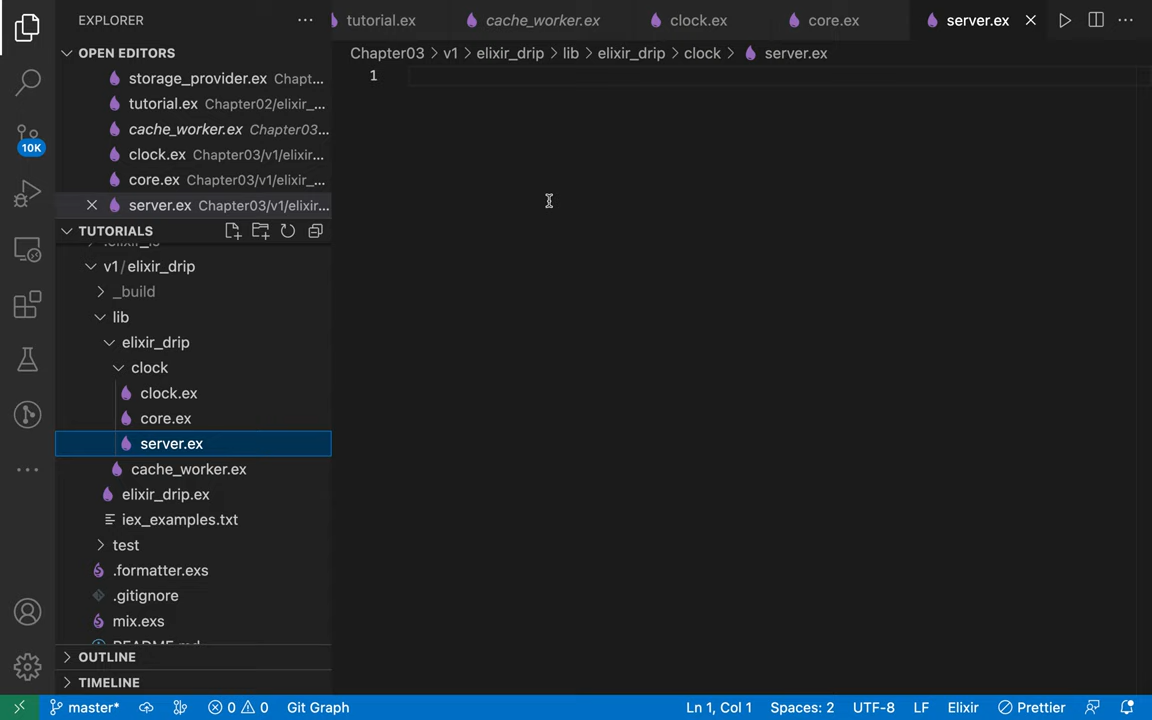 EXPLORER
tutorial.ex
cache_worker.ex
clock.ex
core.ex
server.ex
OPEN EDITORS
storage_provider.ex Chapt...
tutorial.ex Chapter02/elixir_...
cache_worker.ex Chapter03...
clock.ex Chapter03/v1/elixir...
core.ex Chapter03/v1/elixir_...
server.ex Chapter03/v1/elixir...
Chapter03 > v1 > elixir_drip > lib > elixir_drip > clock > server.ex
1
TUTORIALS
.elixir_ls
v1/elixir_drip
_build
lib
elixir_drip
clock
clock.ex
core.ex
server.ex
cache_worker.ex
elixir_drip.ex
iex_examples.txt
test
.formatter.exs
.gitignore
mix.exs
README.md
OUTLINE
TIMELINE
10K
master* 0 0 Git Graph Ln 1, Col 1 Spaces: 2 UTF-8 LF Elixir Prettier